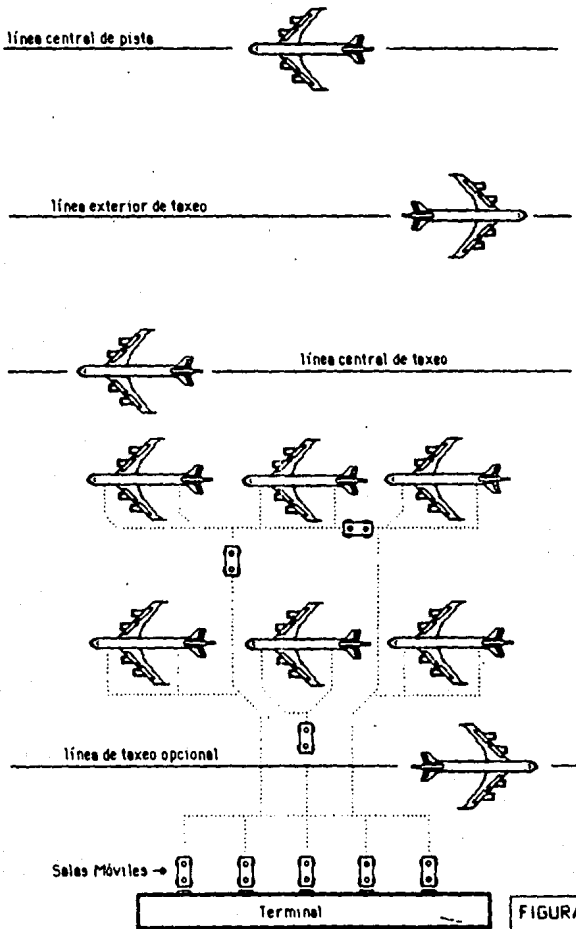 línea central de pista
línea exterior de taxeo
línea central de taxeo
línea de taxeo opcional
Salas Móviles →
Terminal
FIGURA